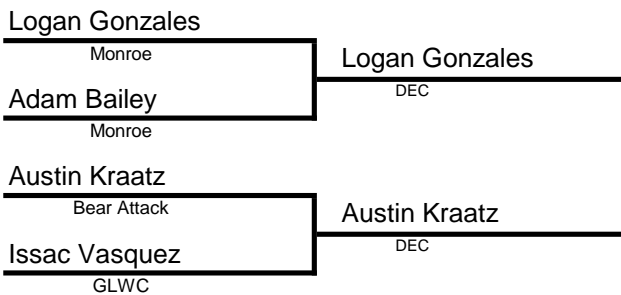 Logan Gonzales
Monroe
Logan Gonzales
DEC
Adam Bailey
Monroe
Austin Kraatz
Bear Attack
Austin Kraatz
DEC
Issac Vasquez
GLWC